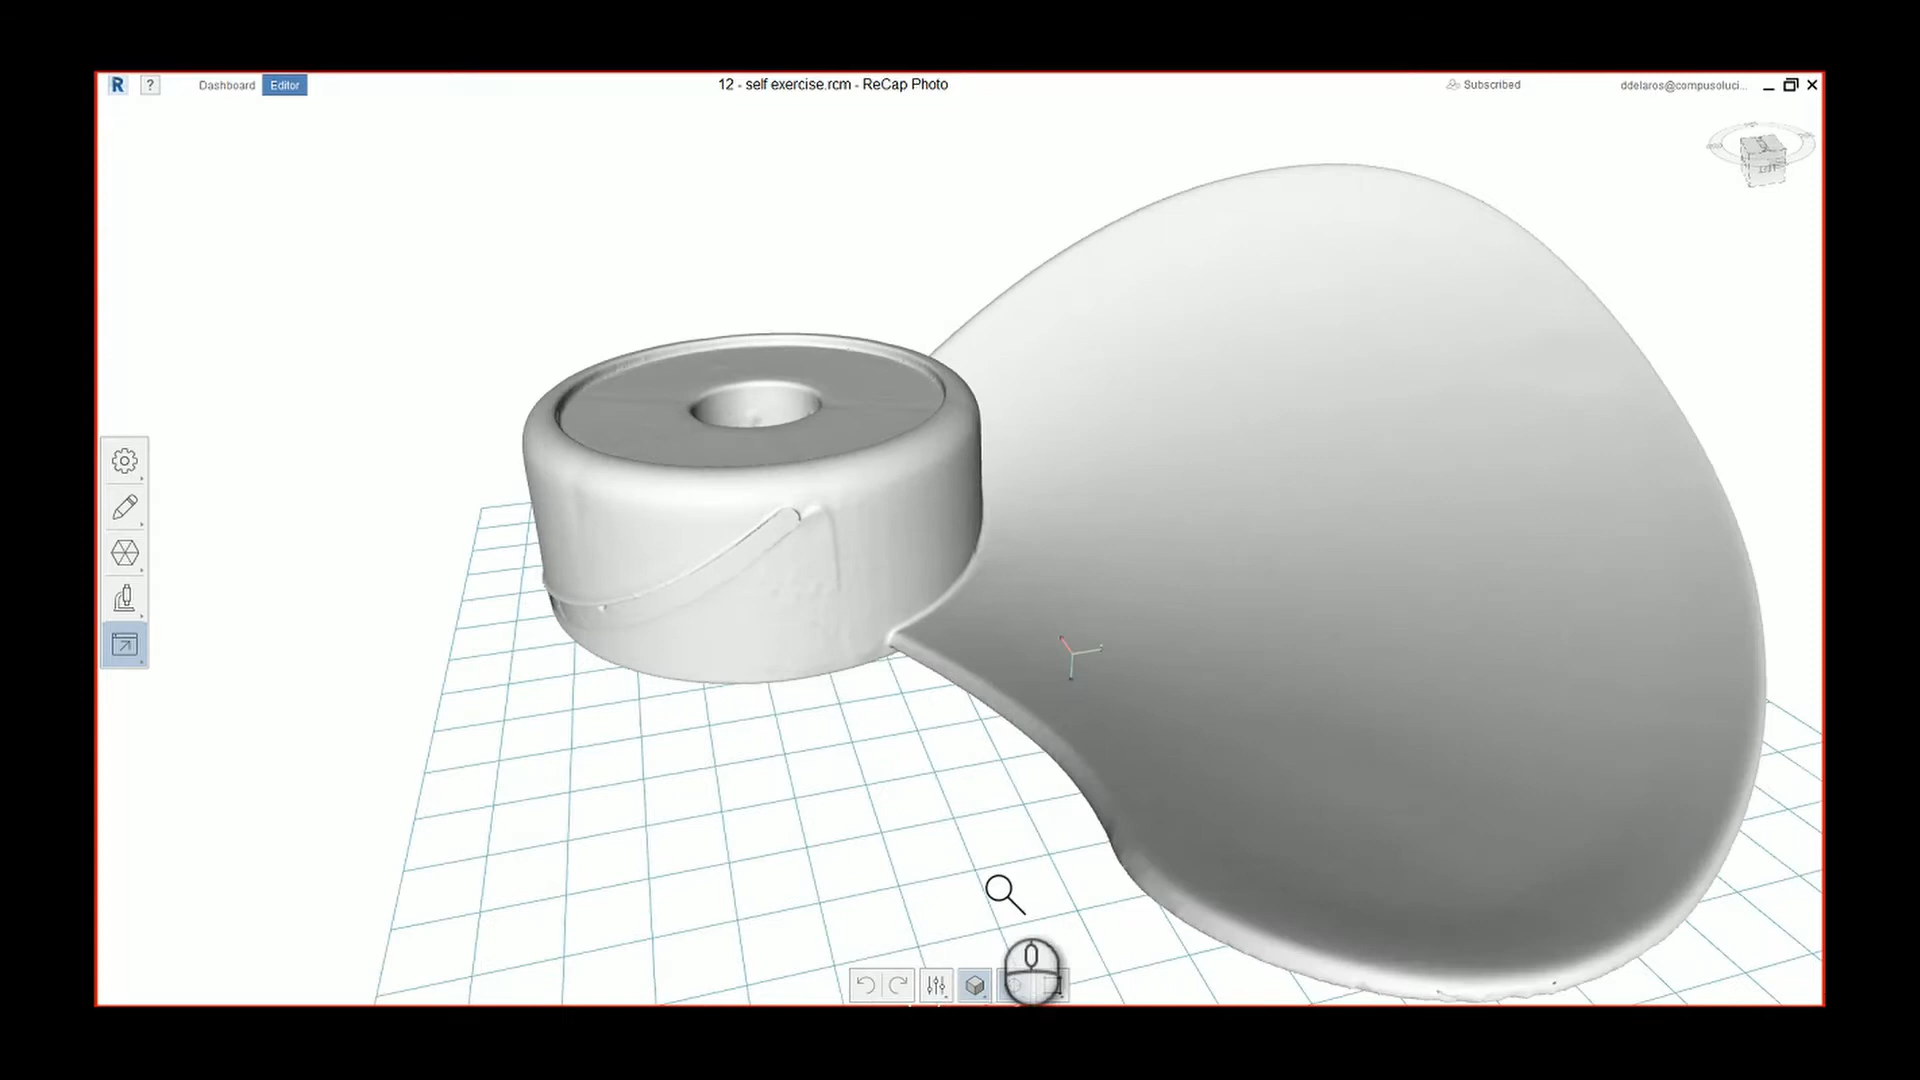 R ? Dashboard Editor 12 - self exercise.rcm - ReCap Photo Subscribed ddelaros@compusoluci...